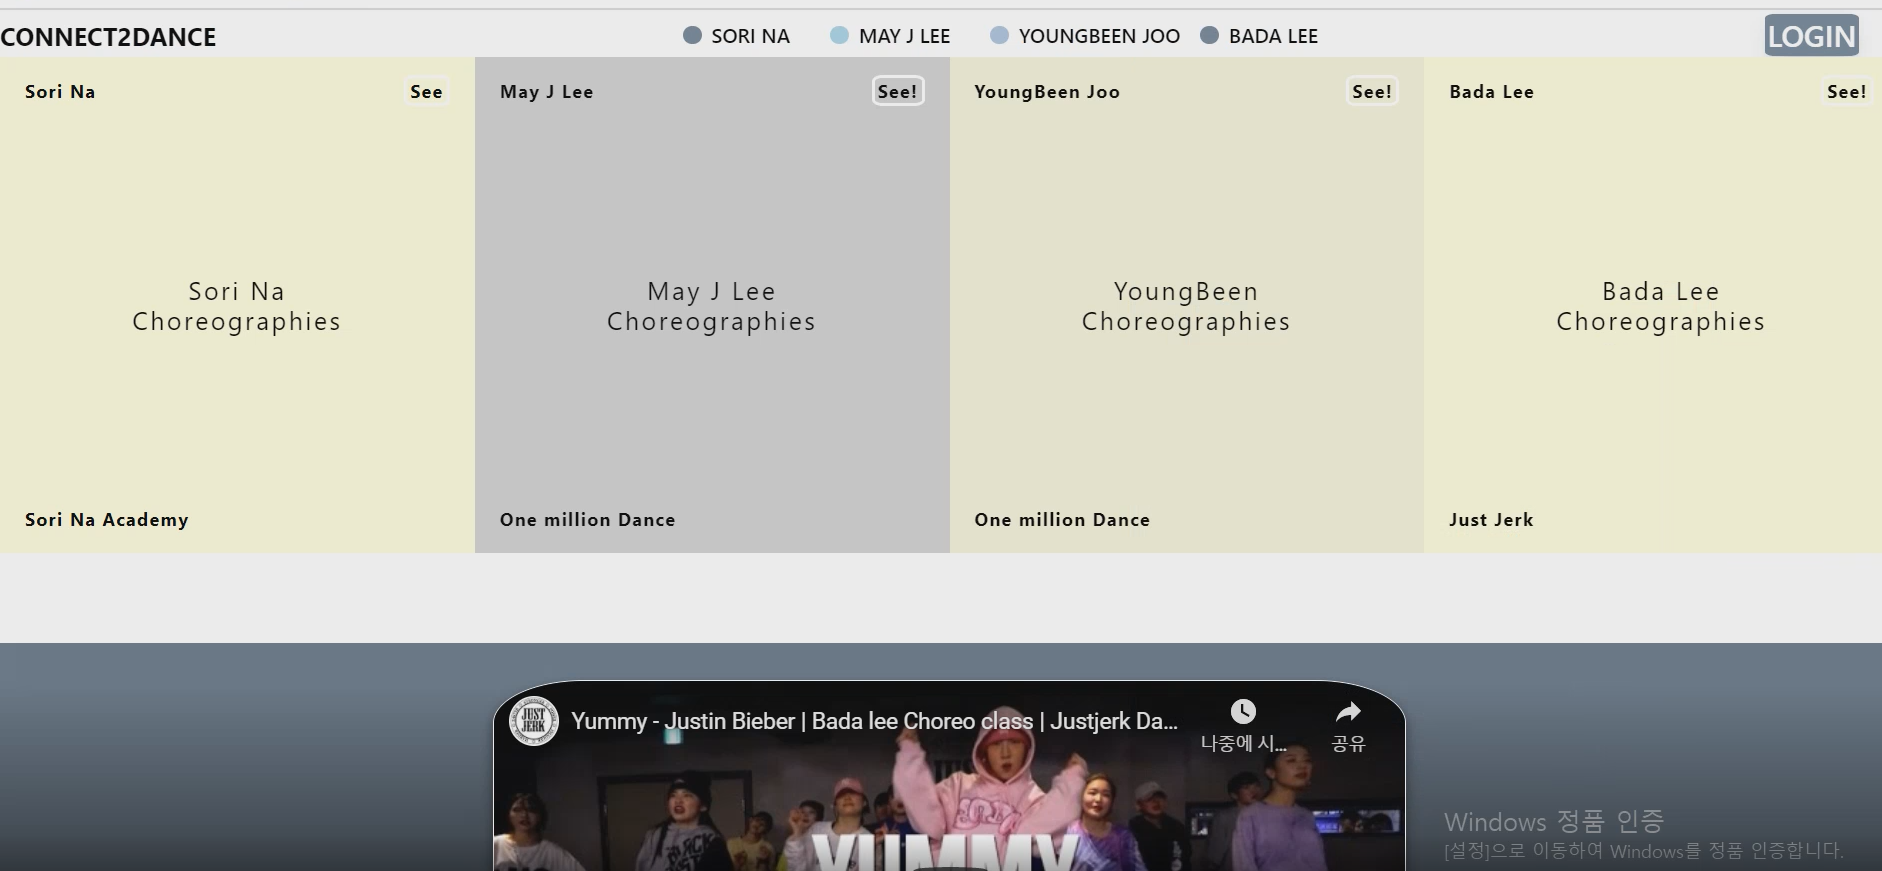 CONNECT2DANCE
SORI NA
MAY J LEE
YOUNGBEEN JOO
BADA LEE
LOGIN
Sori Na
See
Sori Na
Choreographies
Sori Na Academy
May J Lee
See!
May J Lee
Choreographies
One million Dance
YoungBeen Joo
See!
YoungBeen
Choreographies
One million Dance
Bada Lee
See!
Bada Lee
Choreographies
Just Jerk
JUST
JERK
Yummy - Justin Bieber | Bada lee Choreo class | Justjerk Da...
나중에 시...
공유
YUMMY
Windows 정품 인증
[설정]으로 이동하여 Windows를 정품 인증합니다.